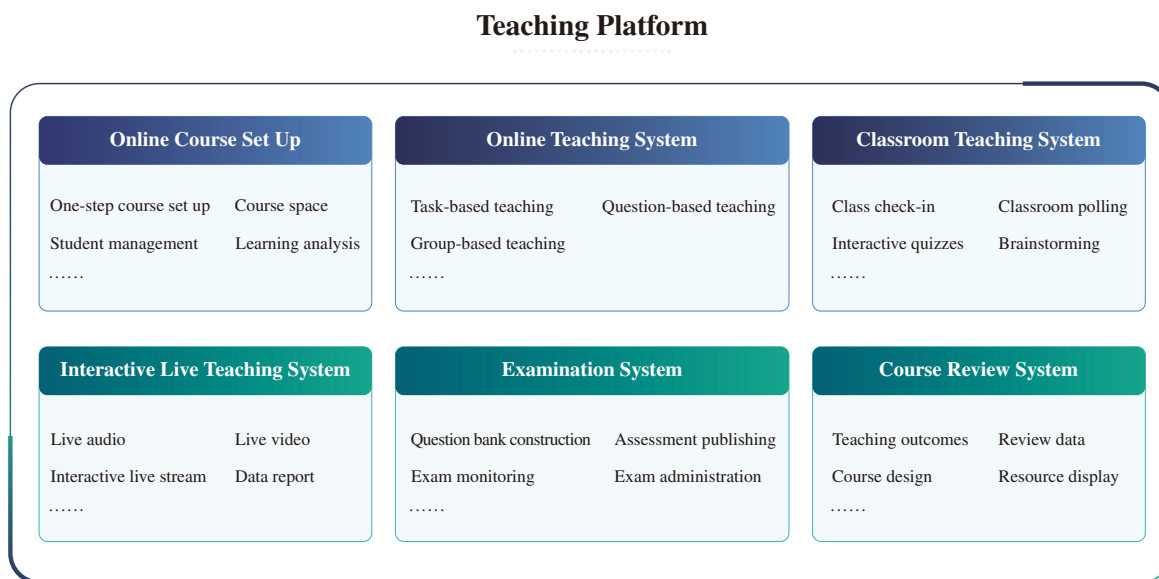 Teaching Platform
Online Course Set Up
One-step course set up Course space
Student management Learning analysis
......
Online Teaching System
Task-based teaching Question-based teaching
Group-based teaching
......
Classroom Teaching System
Class check-in Classroom polling
Interactive quizzes Brainstorming
......
Interactive Live Teaching System
Live audio Live video
Interactive live stream Data report
......
Examination System
Question bank construction Assessment publishing
Exam monitoring Exam administration
......
Course Review System
Teaching outcomes Review data
Course design Resource display
......